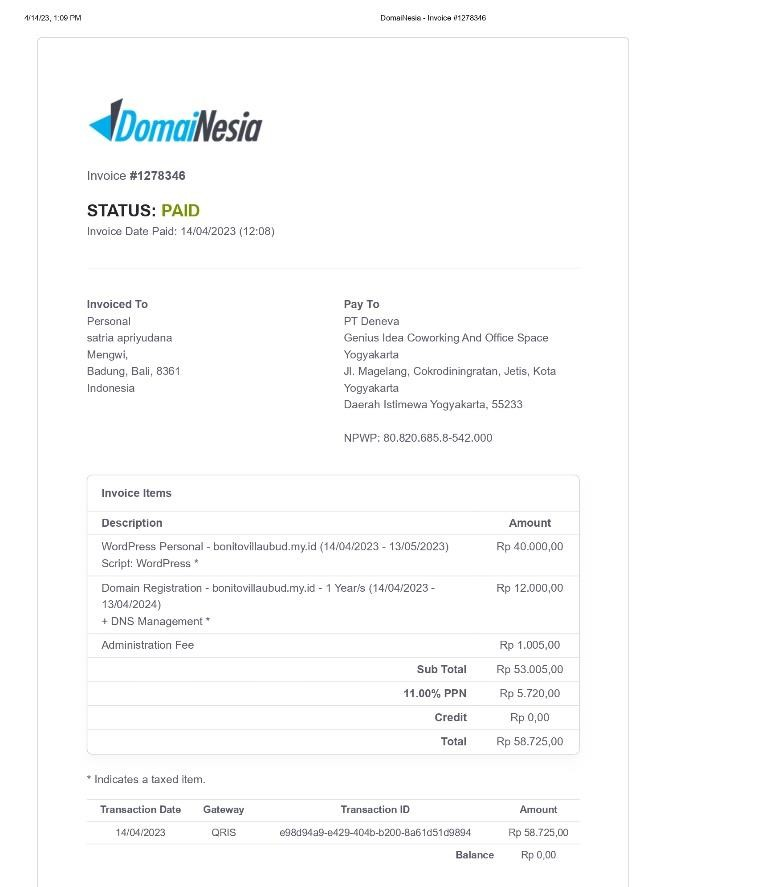 4/14/23, 1:09 PM DomaiNesia - Invoice #1278346
DomaiNesia
Invoice #1278346
STATUS: PAID
Invoice Date Paid: 14/04/2023 (12:08)
Invoiced To
Personal
satria apriyudana
Mengwi,
Badung, Bali, 8361
Indonesia
Pay To
PT Deneva
Genius Idea Coworking And Office Space
Yogyakarta
Jl. Magelang, Cokrodiningratan, Jetis, Kota
Yogyakarta
Daerah Istimewa Yogyakarta, 55233
NPWP: 80.820.685.8-542.000
Invoice Items
Description Amount
WordPress Personal - bonitovillaubud.my.id (14/04/2023 - 13/05/2023) Rp 40.000,00
Script: WordPress *
Domain Registration - bonitovillaubud.my.id - 1 Year/s (14/04/2023 - Rp 12.000,00
13/04/2024)
+ DNS Management *
Administration Fee Rp 1.005,00
Sub Total Rp 53.005,00
11.00% PPN Rp 5.720,00
Credit Rp 0,00
Total Rp 58.725,00
* Indicates a taxed item.
Transaction Date Gateway Transaction ID Amount
14/04/2023 QRIS e98d94a9-e429-404b-b200-8a61d51d9894 Rp 58.725,00
Balance Rp 0,00